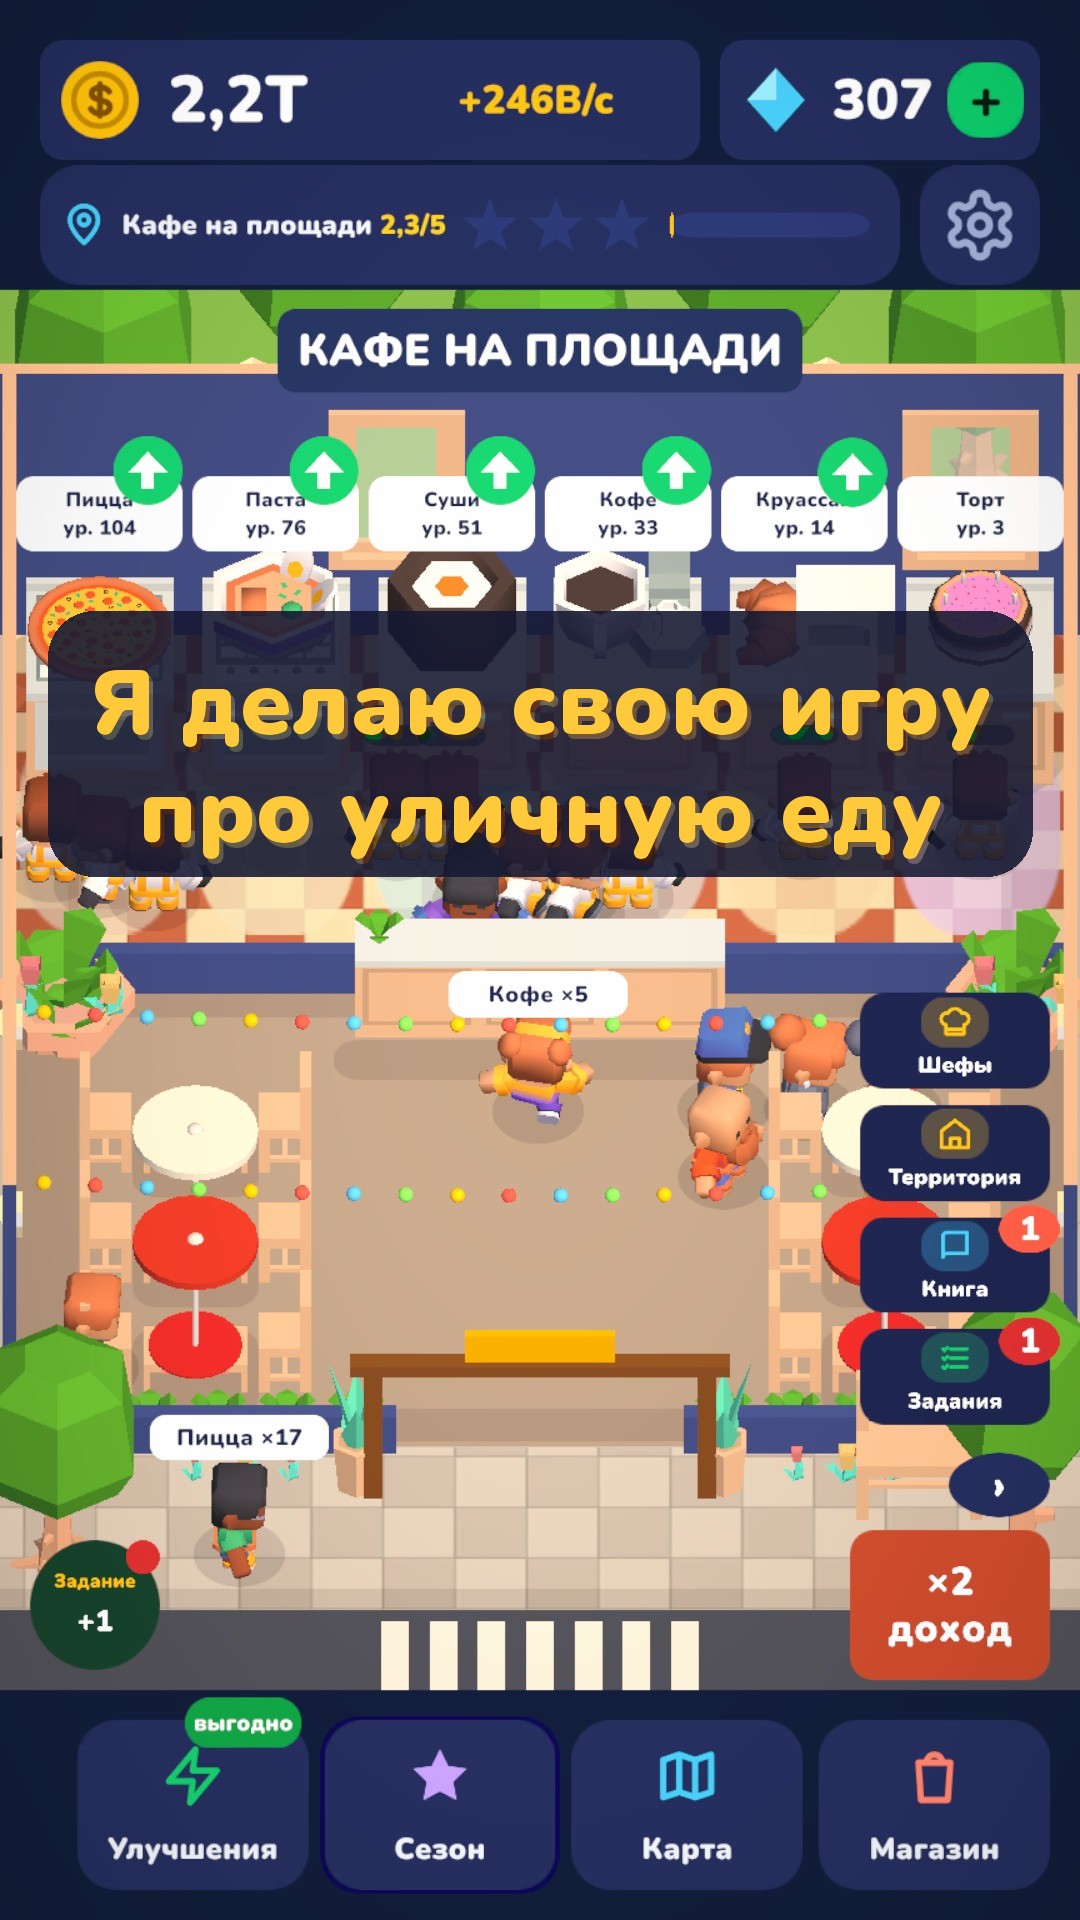 2,2T
+246B/c
307
+
Кафе на площади 2,3/5
КАФЕ НА ПЛОЩАДИ
Пицца
ур. 104
Паста
ур. 76
Суши
ур. 51
Кофе
ур. 33
Круасса
ур. 14
Торт
ур. 3
Я делаю свою игру
про уличную еду
Кофе ×5
Шефы
Территория
1
Книга
1
Задания
Пицца ×17
Задание
+1
×2
доход
выгодно
Улучшения
Сезон
Карта
Магазин